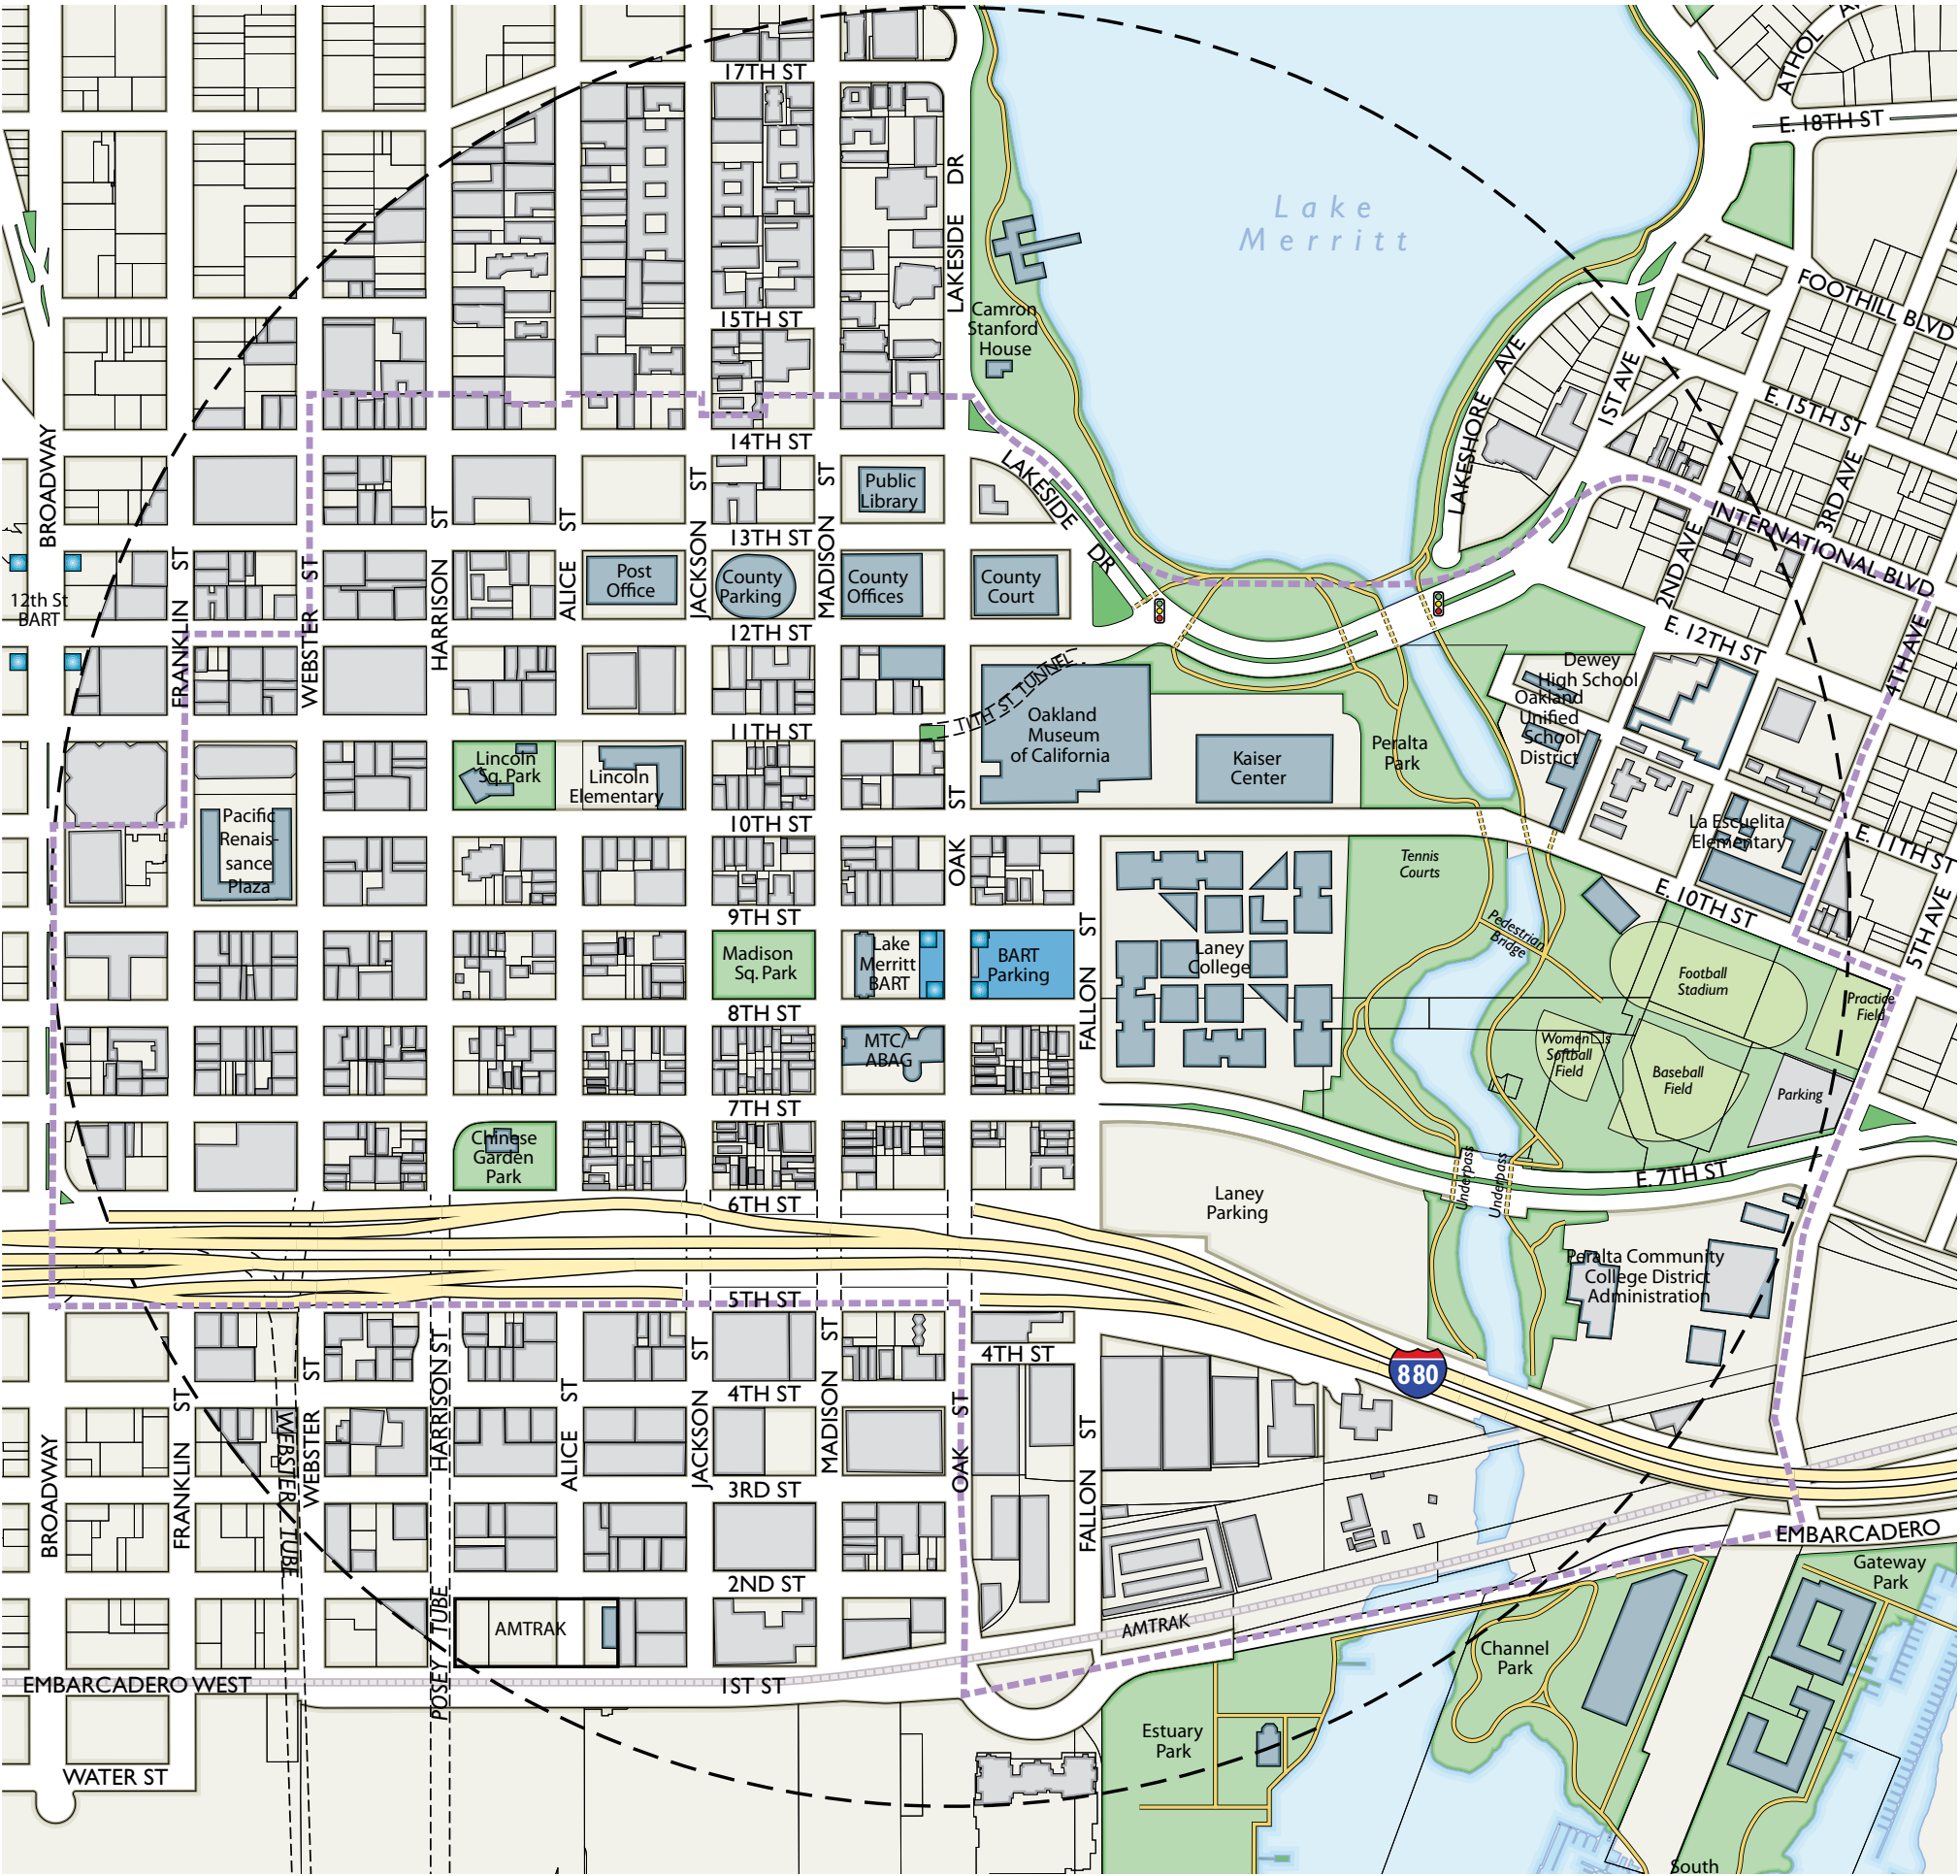 17TH ST
ATHOL
E. 18TH ST
LAKESIDE DR
Lake
Merritt
FOOTHILL BLVD
Camron
Stanford
House
15TH ST
LAKESHORE AVE
1ST AVE
E. 15TH ST
3RD AVE
14TH ST
BROADWAY
LAKESIDE DR
Public
Library
INTERNATIONAL BLVD
13TH ST
FRANKLIN ST
WEBSTER ST
HARRISON ST
ALICE ST
JACKSON ST
MADISON ST
Post
Office
County
Parking
County
Offices
County
Court
12th St
BART
2ND AVE
E. 12TH ST
4TH AVE
12TH ST
11TH ST TUNNEL
Dewey
High School
Oakland
Unified
School
District
Oakland
Museum
of California
Kaiser
Center
Peralta
Park
11TH ST
Lincoln
Sq. Park
Lincoln
Elementary
Pacific
Renais-
sance
Plaza
10TH ST
OAK ST
La Escuelita
Elementary
E. 11TH ST
E. 10TH ST
5TH AVE
Tennis
Courts
9TH ST
Pedestrian
Bridge
Madison
Sq. Park
Lake
Merritt
BART
BART
Parking
FALLON ST
Laney
College
Football
Stadium
Practice
Field
8TH ST
MTC/
ABAG
Women's
Softball
Field
Baseball
Field
Parking
7TH ST
Chinese
Garden
Park
E. 7TH ST
Underpass
Underpass
6TH ST
Laney
Parking
Peralta Community
College District
Administration
5TH ST
4TH ST
880
4TH ST
BROADWAY
FRANKLIN ST
WEBSTER TUBE
WEBSTER ST
HARRISON ST
ALICE ST
JACKSON ST
MADISON ST
OAK ST
FALLON ST
3RD ST
EMBARCADERO
2ND ST
Gateway
Park
POSEY TUBE
AMTRAK
AMTRAK
Channel
Park
EMBARCADERO WEST
1ST ST
Estuary
Park
WATER ST
South